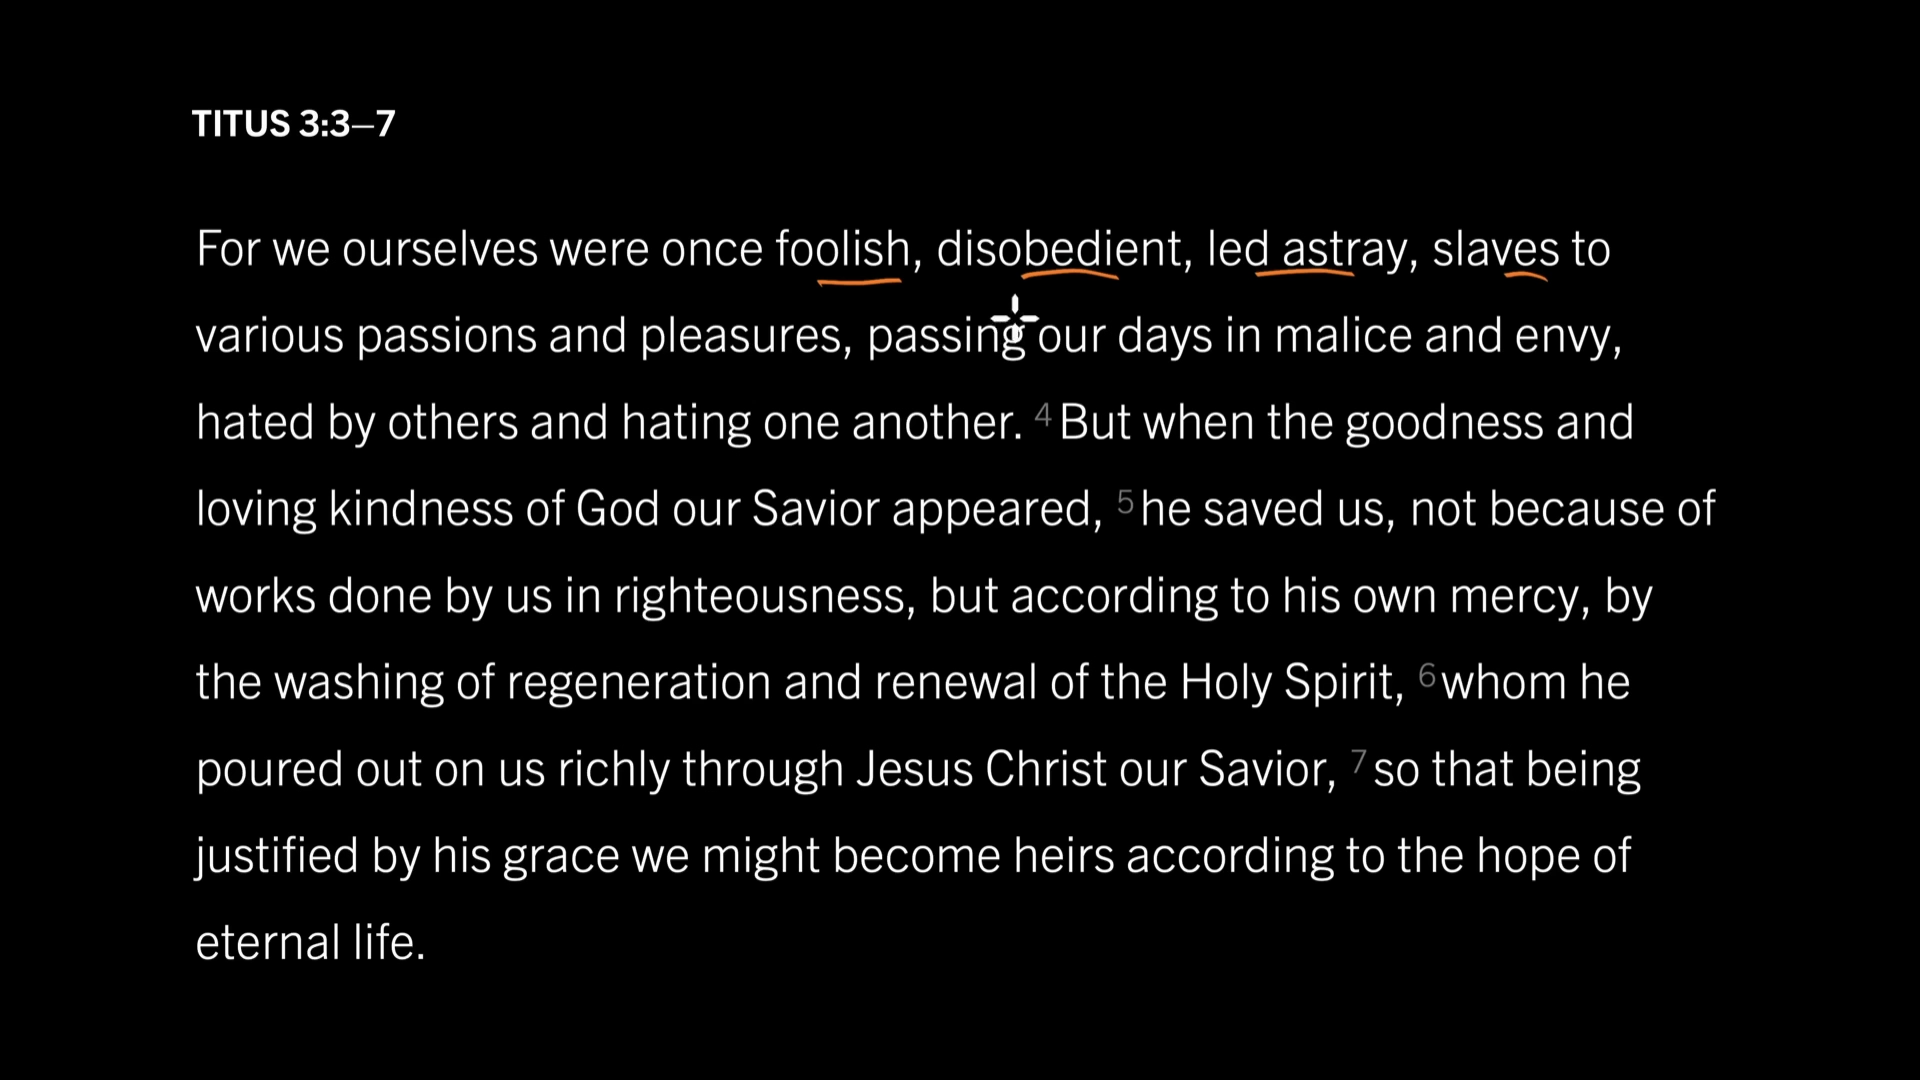 TITUS 3:3–7
For we ourselves were once foolish, disobedient, led astray, slaves to
various passions and pleasures, passing our days in malice and envy,
hated by others and hating one another. 4 But when the goodness and
loving kindness of God our Savior appeared, 5 he saved us, not because of
works done by us in righteousness, but according to his own mercy, by
the washing of regeneration and renewal of the Holy Spirit, 6 whom he
poured out on us richly through Jesus Christ our Savior, 7 so that being
justified by his grace we might become heirs according to the hope of
eternal life.